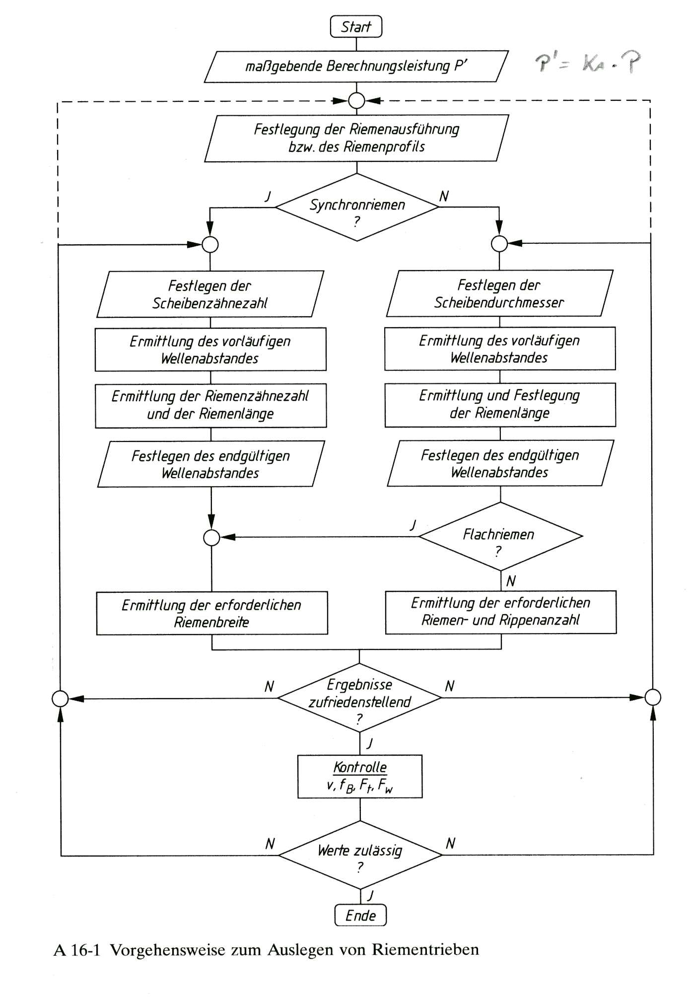 Start
maßgebende Berechnungsleistung P'
P' = KA · P
Festlegung der Riemenausführung
bzw. des Riemenprofils
J
N
Synchronriemen
?
Festlegen der
Scheibenzähnezahl
Festlegen der
Scheibendurchmesser
Ermittlung des vorläufigen
Wellenabstandes
Ermittlung des vorläufigen
Wellenabstandes
Ermittlung der Riemenzähnezahl
und der Riemenlänge
Ermittlung und Festlegung
der Riemenlänge
Festlegen des endgültigen
Wellenabstandes
Festlegen des endgültigen
Wellenabstandes
J
Flachriemen
?
N
Ermittlung der erforderlichen
Riemenbreite
Ermittlung der erforderlichen
Riemen- und Rippenanzahl
N
Ergebnisse
zufriedenstellend
?
N
J
Kontrolle
v, fB, Ft, Fw
N
Werte zulässig
?
N
J
Ende
A 16-1 Vorgehensweise zum Auslegen von Riementrieben